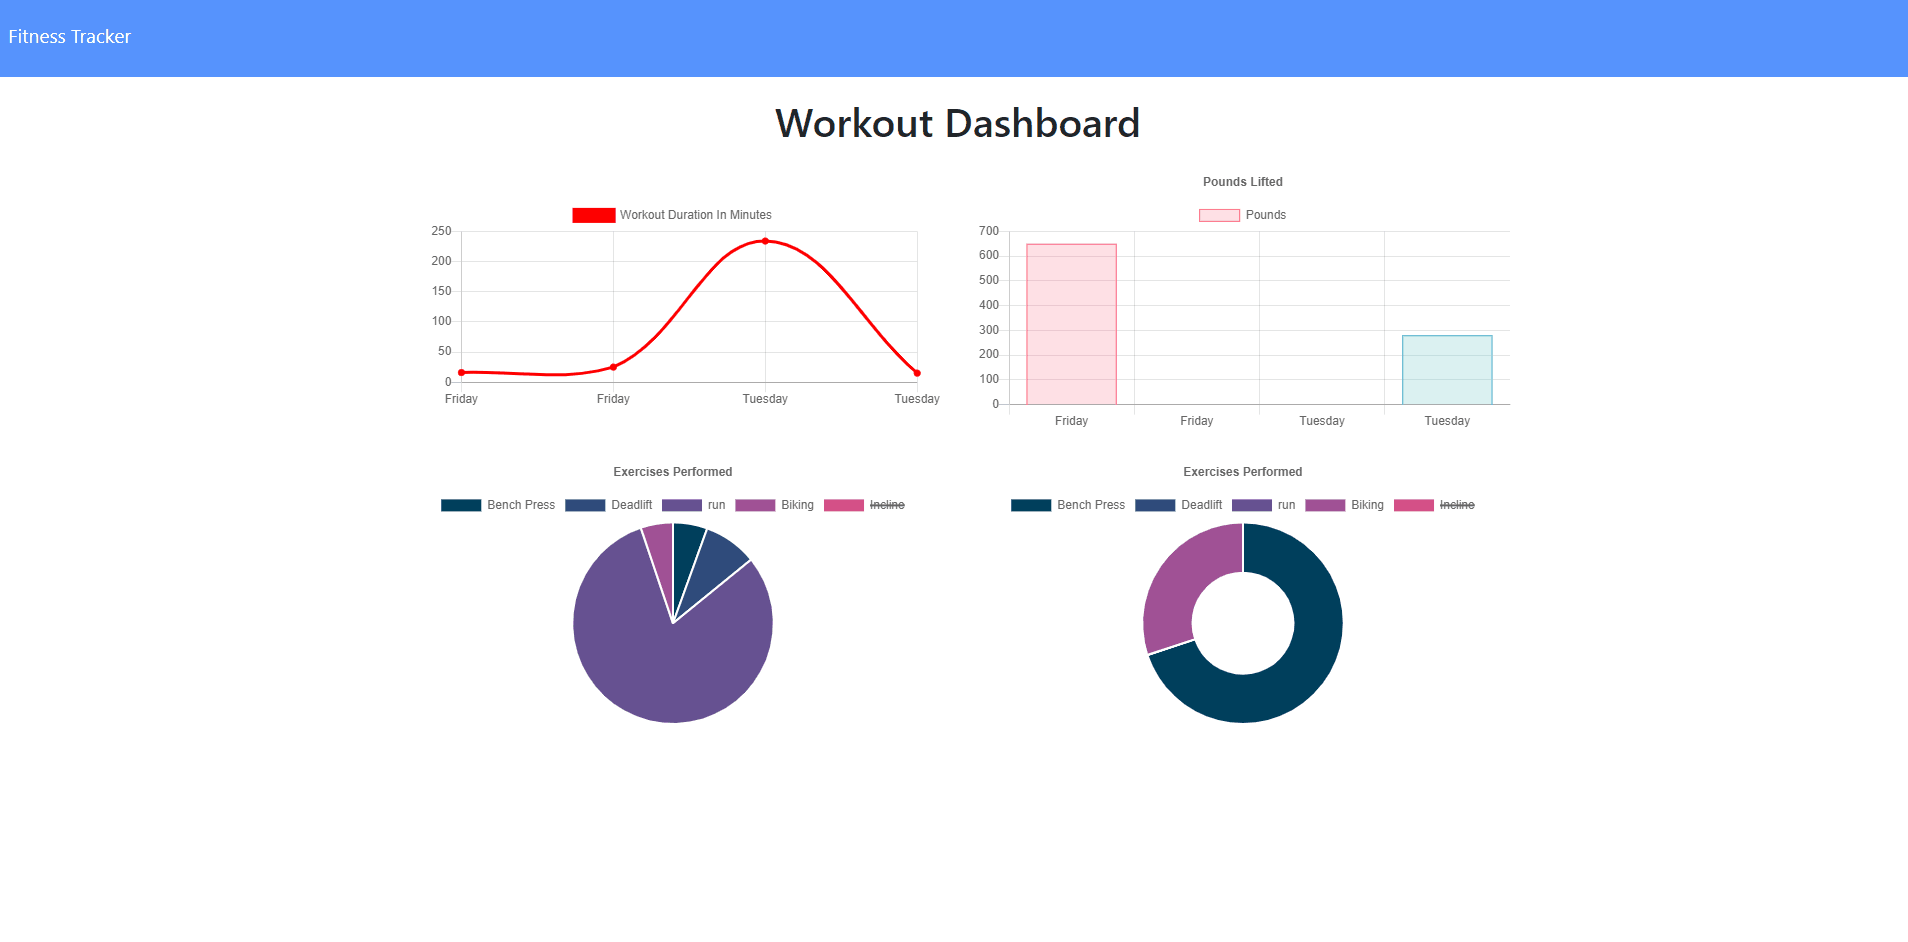 Fitness Tracker
Workout Dashboard
Workout Duration In Minutes
250
200
150
100
50
0
Friday Friday Tuesday Tuesday
Pounds Lifted
Pounds
700
600
500
400
300
200
100
0
Friday Friday Tuesday Tuesday
Exercises Performed
Bench Press Deadlift run Biking Incline
Exercises Performed
Bench Press Deadlift run Biking Incline